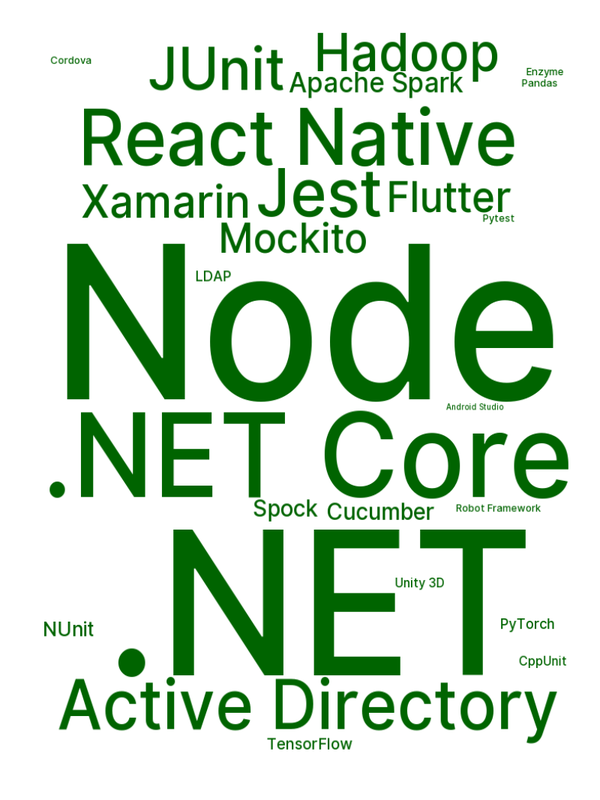 Hadoop
JUnit
Cordova
Apache Spark
Enzyme
Pandas
React Native
Xamarin
Jest
Flutter
Pytest
Mockito
LDAP
Node
Android Studio
.NET Core
Spock
Cucumber
Robot Framework
.NET
Unity 3D
NUnit
PyTorch
CppUnit
Active Directory
TensorFlow